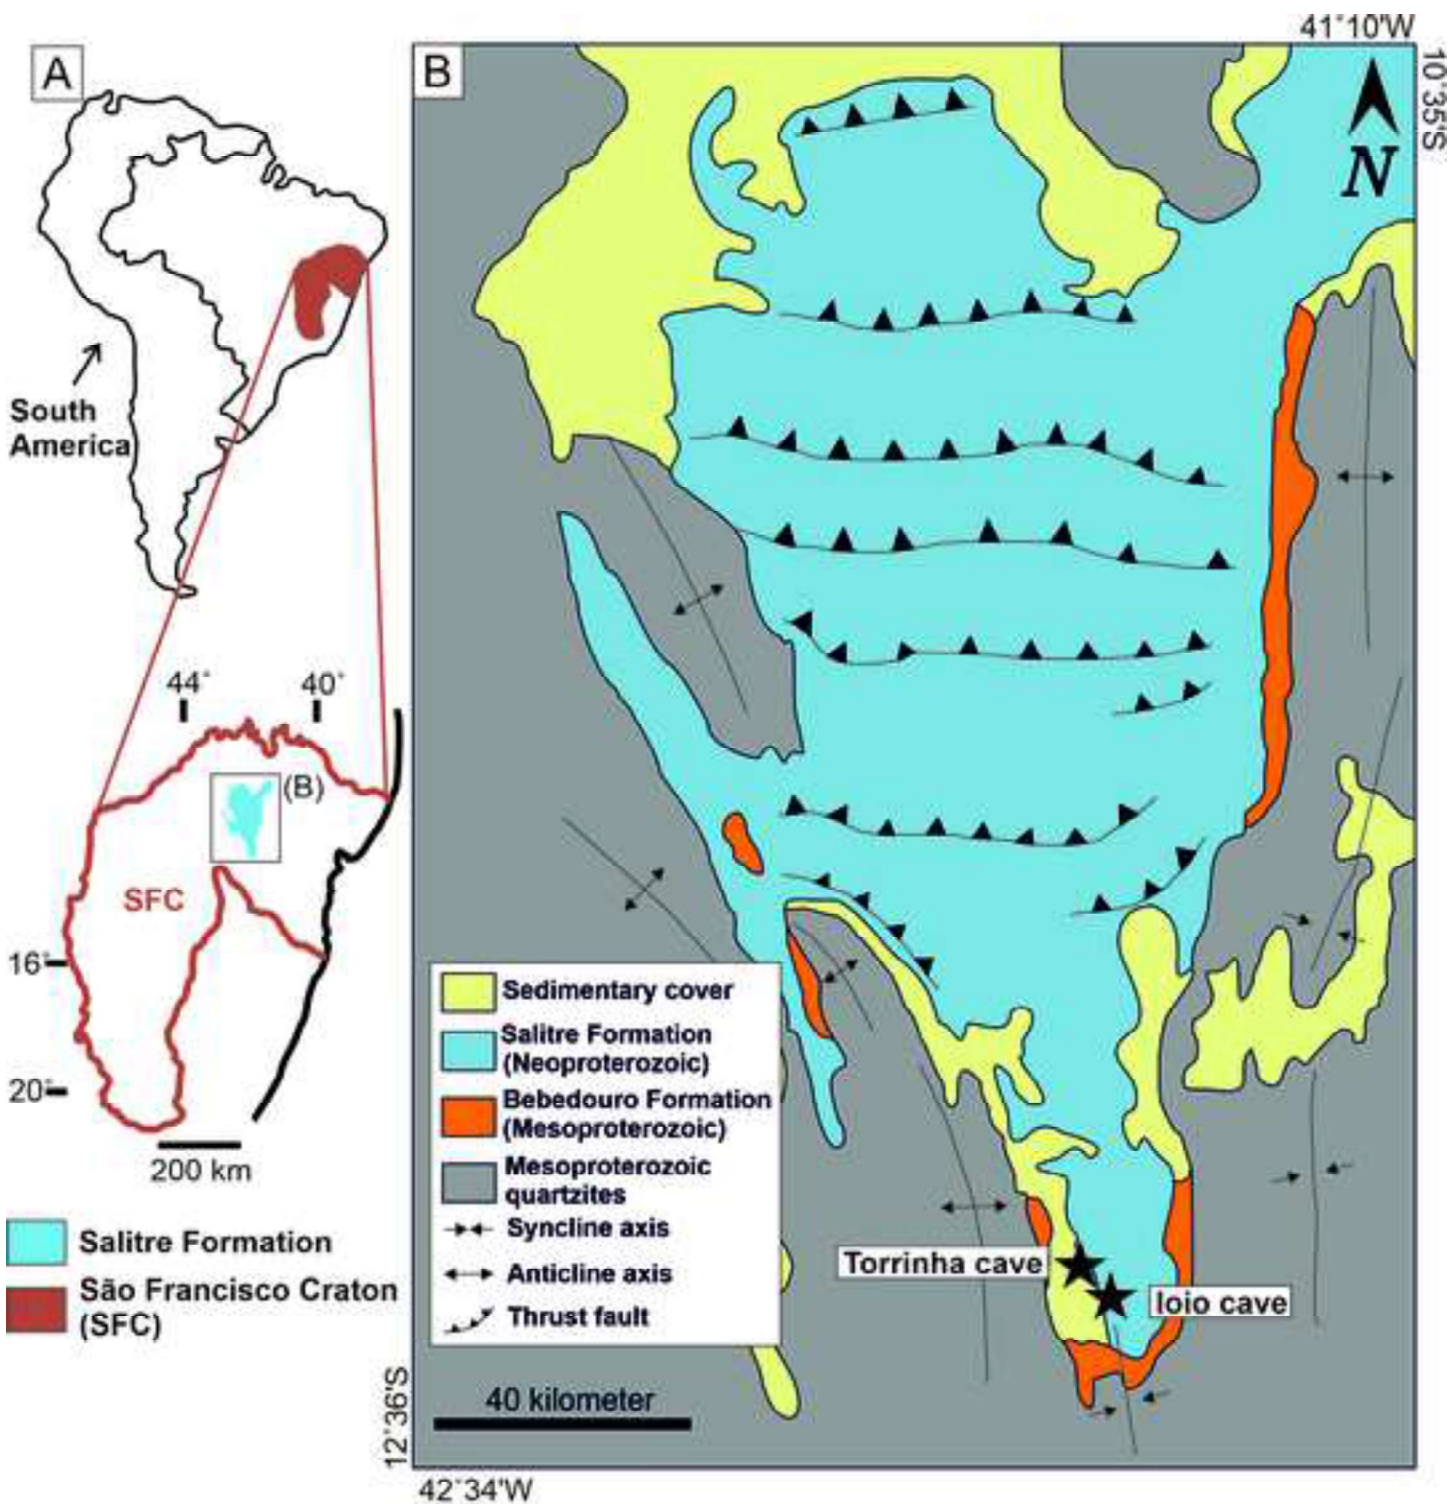 A
South
America
44°
40°
(B)
SFC
16°
20°
200 km
Salitre Formation
São Francisco Craton
(SFC)
B
41°10'W
10°35'S
N
Sedimentary cover
Salitre Formation
(Neoproterozoic)
Bebedouro Formation
(Mesoproterozoic)
Mesoproterozoic
quartzites
Syncline axis
Anticline axis
Thrust fault
Torrinha cave
Ioio cave
40 kilometer
12°36'S
42°34'W